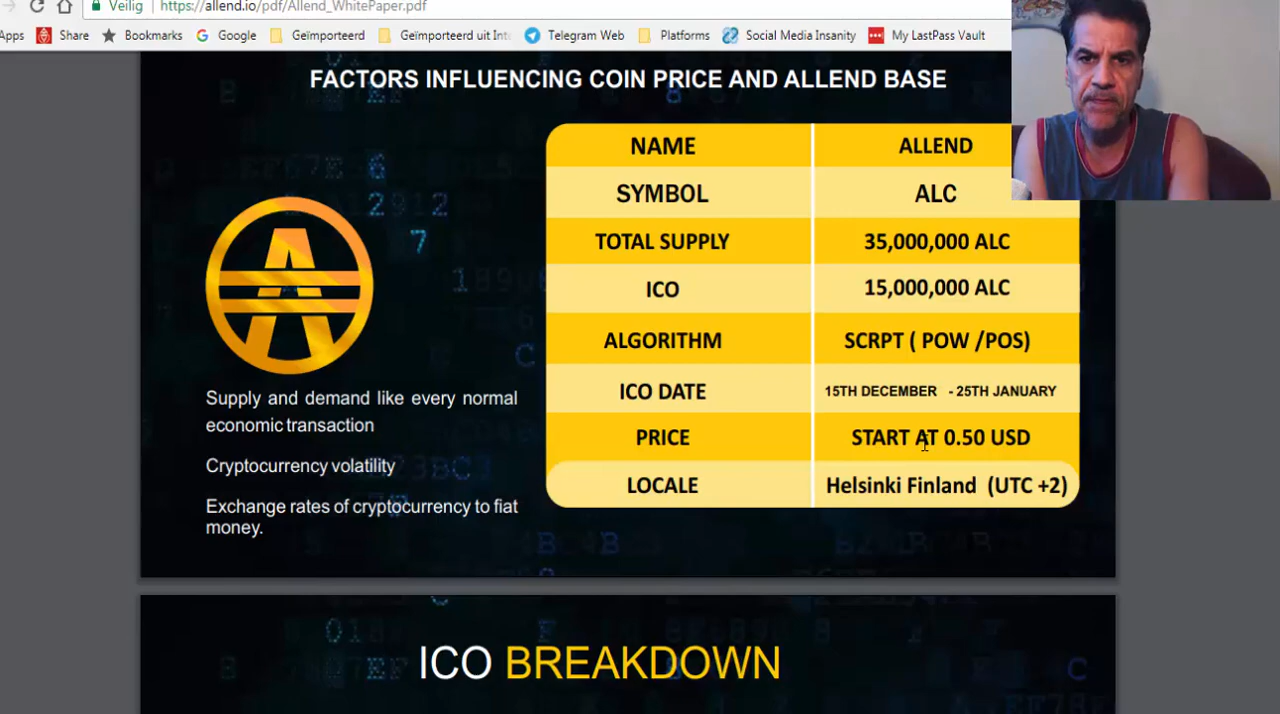 Veilig
https://allend.io/pdf/Allend_WhitePaper.pdf
Apps
Share
Bookmarks
Google
Geïmporteerd
Geïmporteerd uit Int
Telegram Web
Platforms
Social Media Insanity
My LastPass Vault
FACTORS INFLUENCING COIN PRICE AND ALLEND BASE
NAME ALLEND
SYMBOL ALC
TOTAL SUPPLY 35,000,000 ALC
ICO 15,000,000 ALC
ALGORITHM SCRPT ( POW /POS)
ICO DATE 15TH DECEMBER - 25TH JANUARY
PRICE START AT 0.50 USD
LOCALE Helsinki Finland (UTC +2)
Supply and demand like every normal
economic transaction
Cryptocurrency volatility
Exchange rates of cryptocurrency to fiat
money.
ICO BREAKDOWN